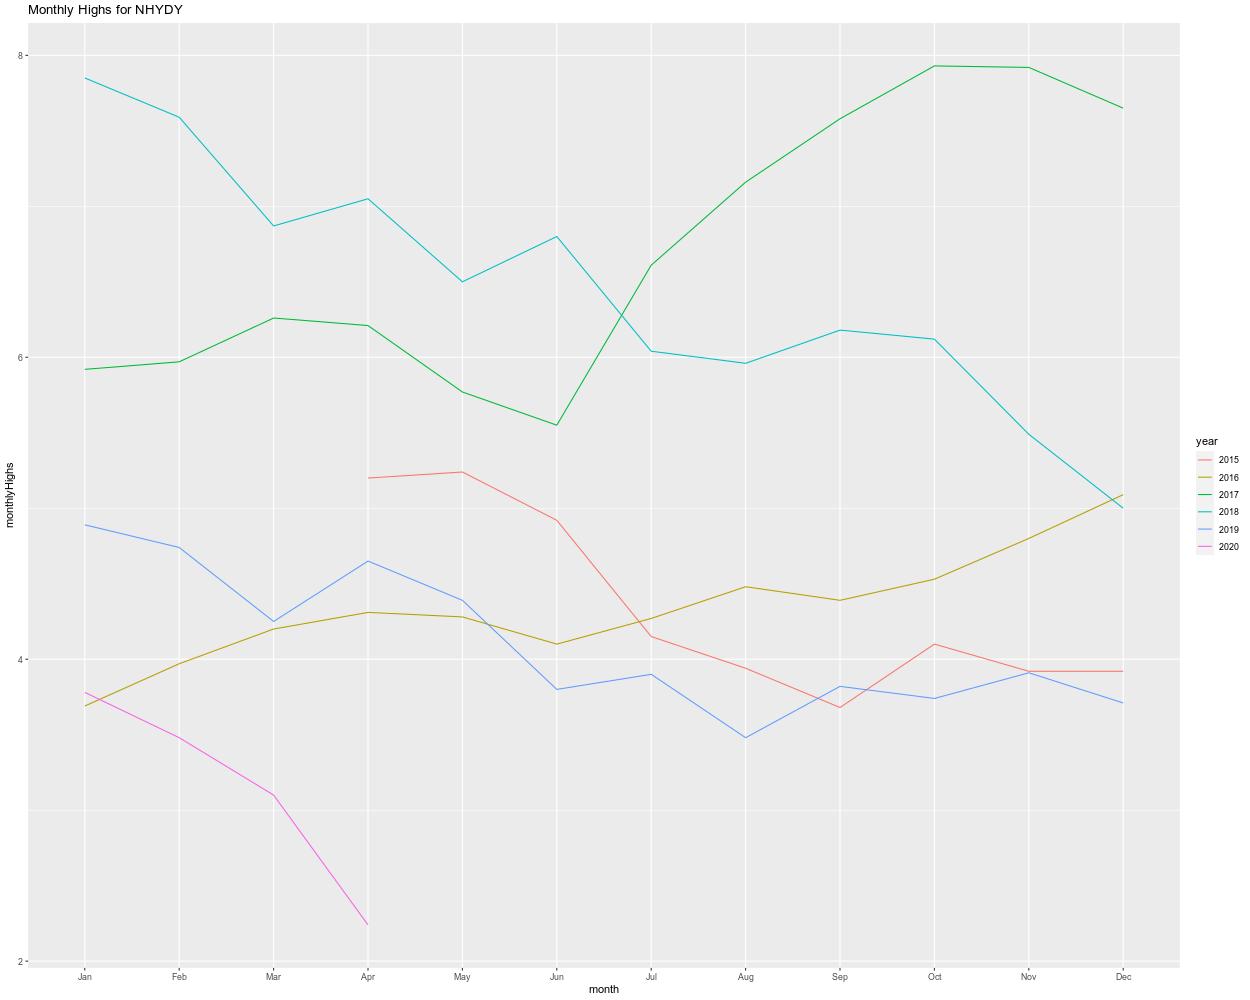 Monthly Highs for NHYDY
8
6
4
2
monthlyHighs
Jan
Feb
Mar
Apr
May
Jun
Jul
Aug
Sep
Oct
Nov
Dec
month
year
2015
2016
2017
2018
2019
2020